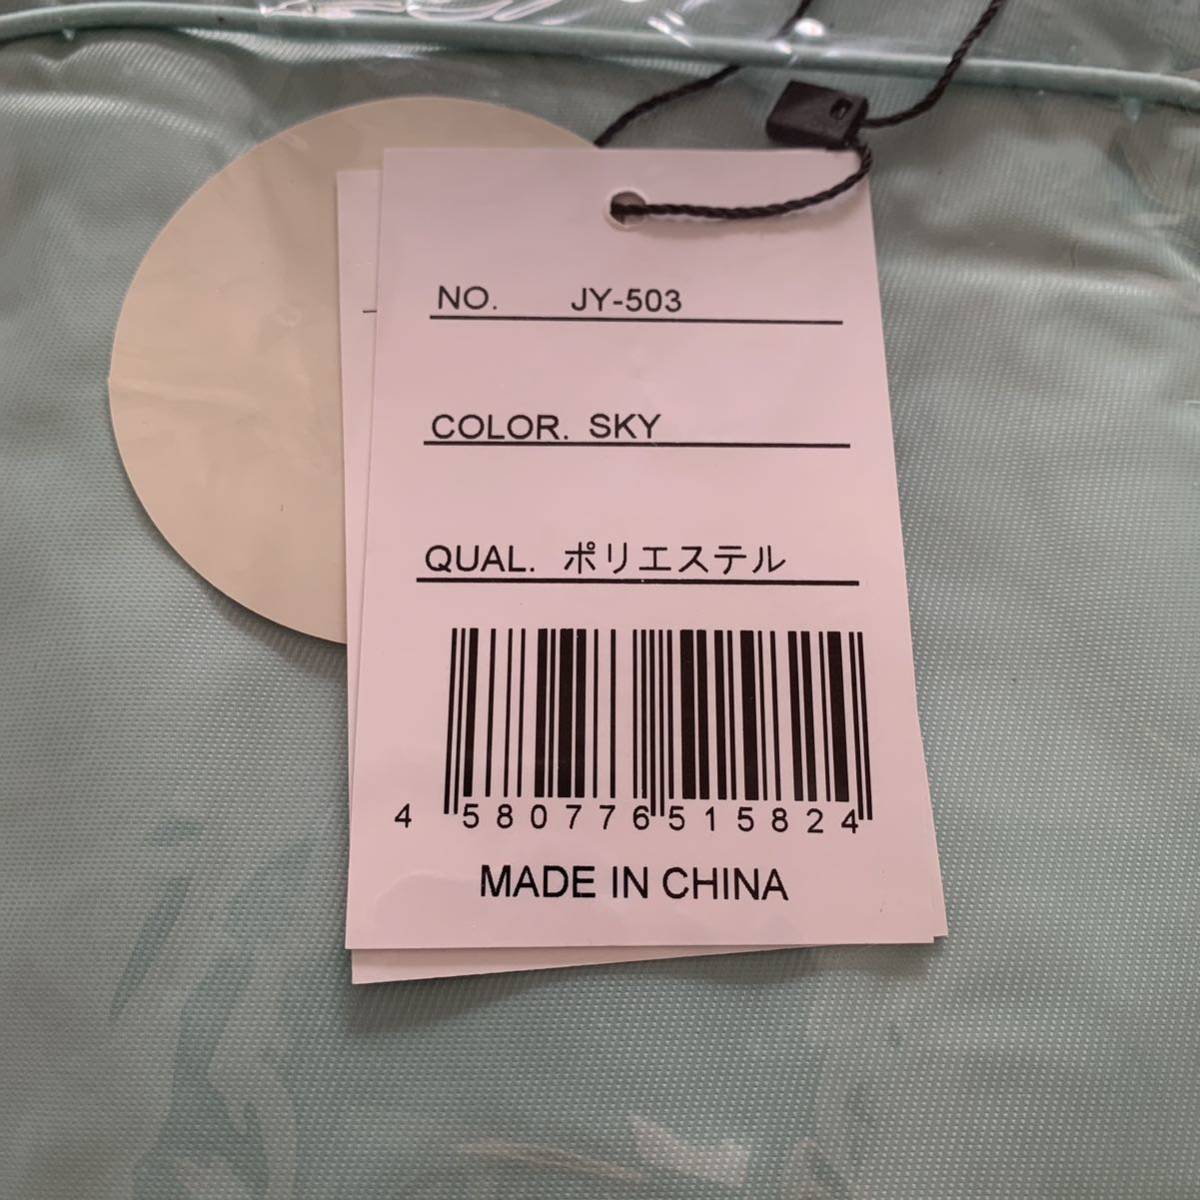 NO. JY-503
COLOR. SKY
QUAL. ポリエステル
4 580776 515824
MADE IN CHINA